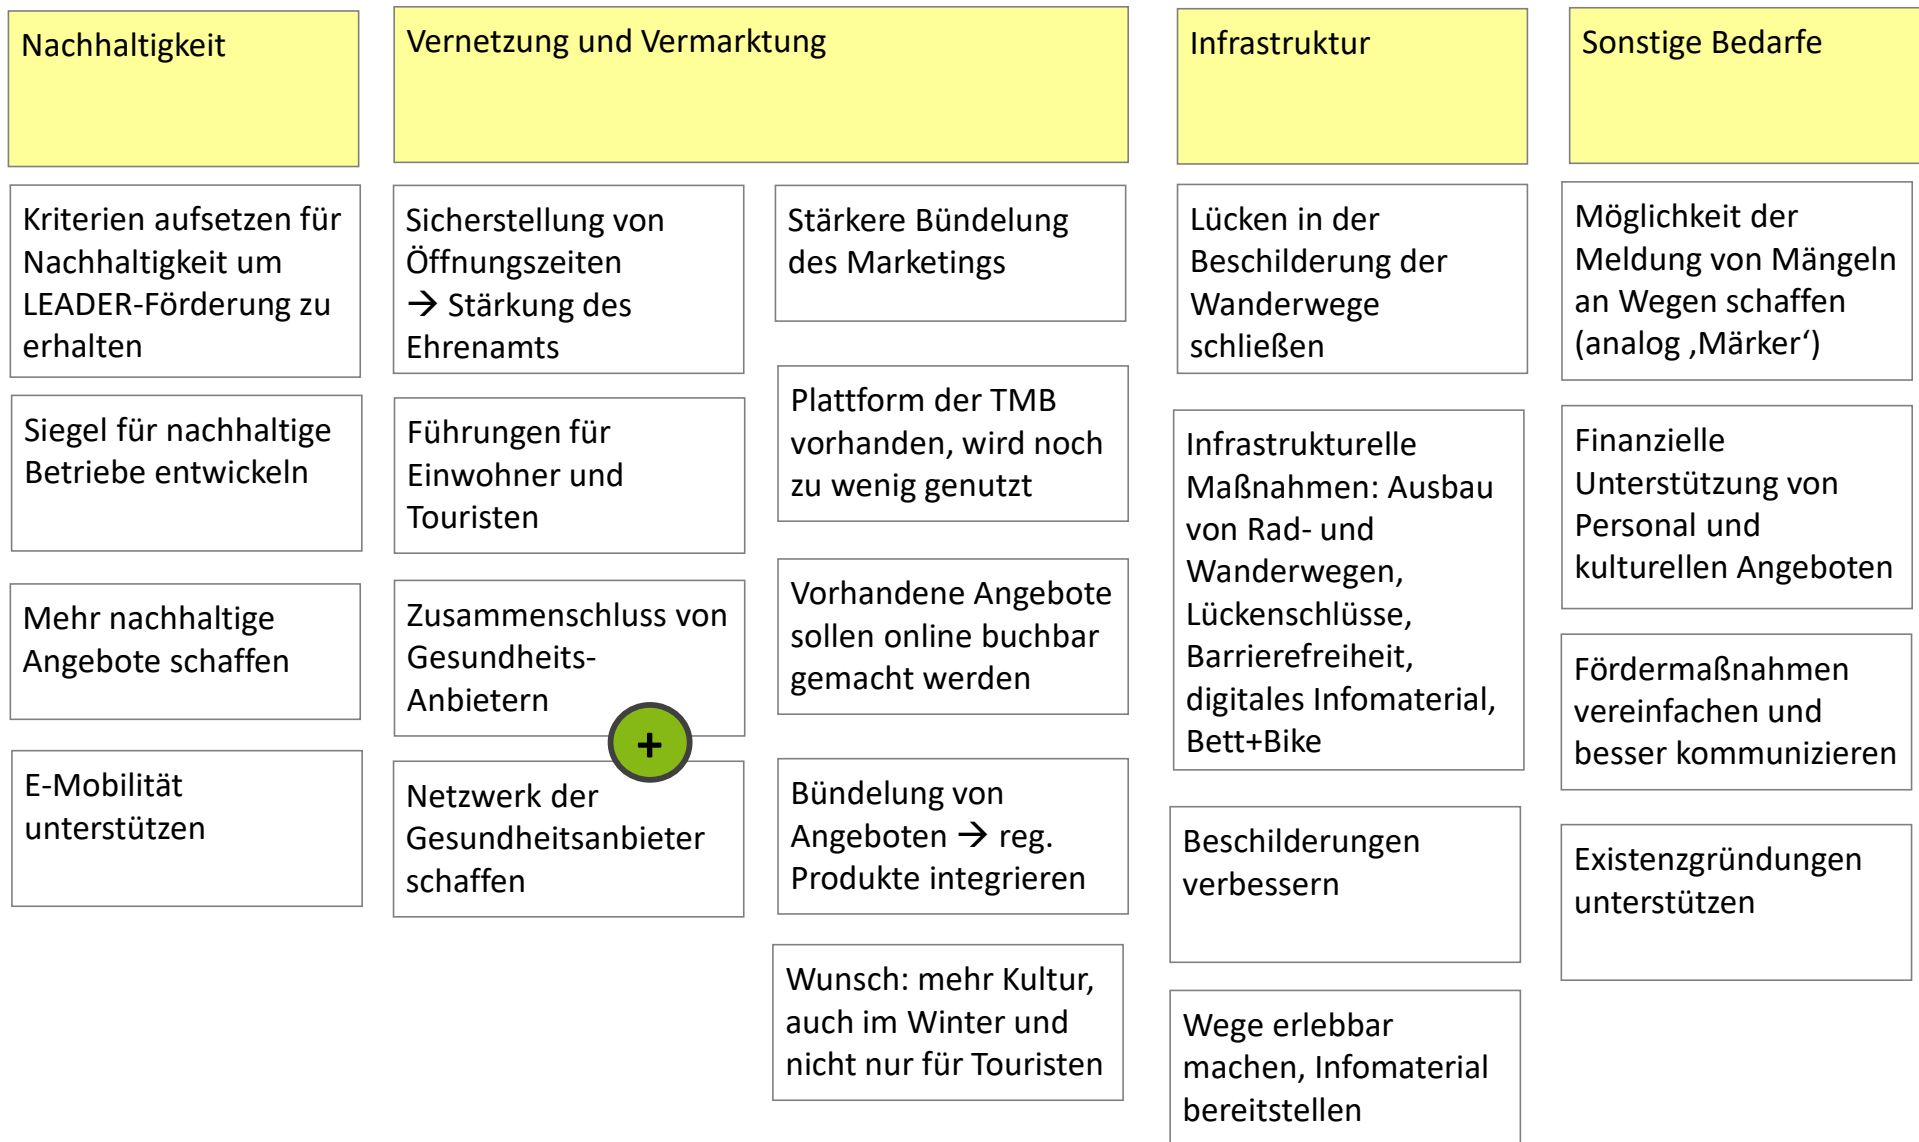 Nachhaltigkeit
Kriterien aufsetzen für
Nachhaltigkeit um
LEADER-Förderung zu
erhalten
Siegel für nachhaltige
Betriebe entwickeln
Mehr nachhaltige
Angebote schaffen
E-Mobilität
unterstützen
Vernetzung und Vermarktung
Sicherstellung von
Öffnungszeiten
→ Stärkung des
Ehrenamts
Führungen für
Einwohner und
Touristen
Zusammenschluss von
Gesundheits-
Anbietern
+
Netzwerk der
Gesundheitsanbieter
schaffen
Stärkere Bündelung
des Marketings
Plattform der TMB
vorhanden, wird noch
zu wenig genutzt
Vorhandene Angebote
sollen online buchbar
gemacht werden
Bündelung von
Angeboten → reg.
Produkte integrieren
Wunsch: mehr Kultur,
auch im Winter und
nicht nur für Touristen
Infrastruktur
Lücken in der
Beschilderung der
Wanderwege
schließen
Infrastrukturelle
Maßnahmen: Ausbau
von Rad- und
Wanderwegen,
Lückenschlüsse,
Barrierefreiheit,
digitales Infomaterial,
Bett+Bike
Beschilderungen
verbessern
Wege erlebbar
machen, Infomaterial
bereitstellen
Sonstige Bedarfe
Möglichkeit der
Meldung von Mängeln
an Wegen schaffen
(analog ‚Märker‘)
Finanzielle
Unterstützung von
Personal und
kulturellen Angeboten
Fördermaßnahmen
vereinfachen und
besser kommunizieren
Existenzgründungen
unterstützen